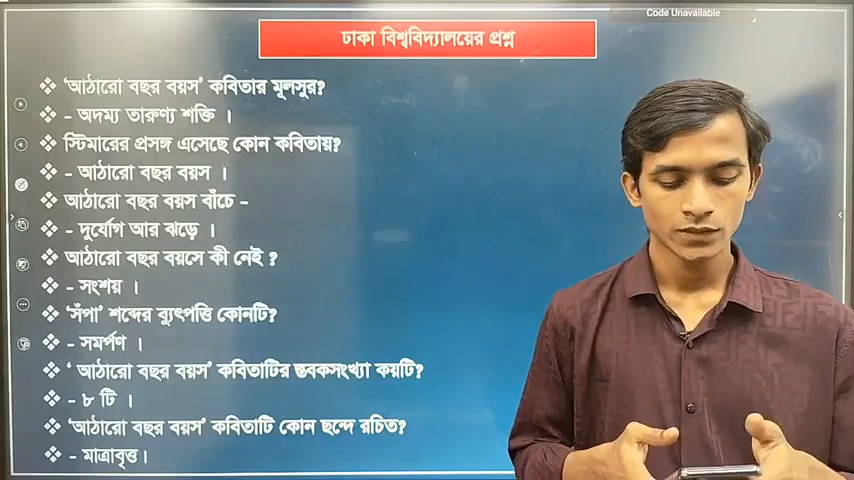 Code Unavailable
ঢাকা বিশ্ববিদ্যালয়ের প্রশ্ন
❖ ‘আঠারো বছর বয়স’ কবিতার মূলসুর?
❖ - অদম্য তারুণ্য শক্তি ।
❖ স্টিমারের প্রসঙ্গ এসেছে কোন কবিতায়?
❖ - আঠারো বছর বয়স ।
❖ আঠারো বছর বয়স বাঁচে -
❖ - দুর্যোগ আর ঝড়ে ।
❖ আঠারো বছর বয়সে কী নেই ?
❖ - সংশয় ।
❖ ‘সঁপা’ শব্দের ব্যুৎপত্তি কোনটি?
❖ - সমর্পণ ।
❖ ‘ আঠারো বছর বয়স’ কবিতাটির স্তবকসংখ্যা কয়টি?
❖ - ৮ টি ।
❖ ‘আঠারো বছর বয়স’ কবিতাটি কোন ছন্দে রচিত?
❖ - মাত্রাবৃত্ত।